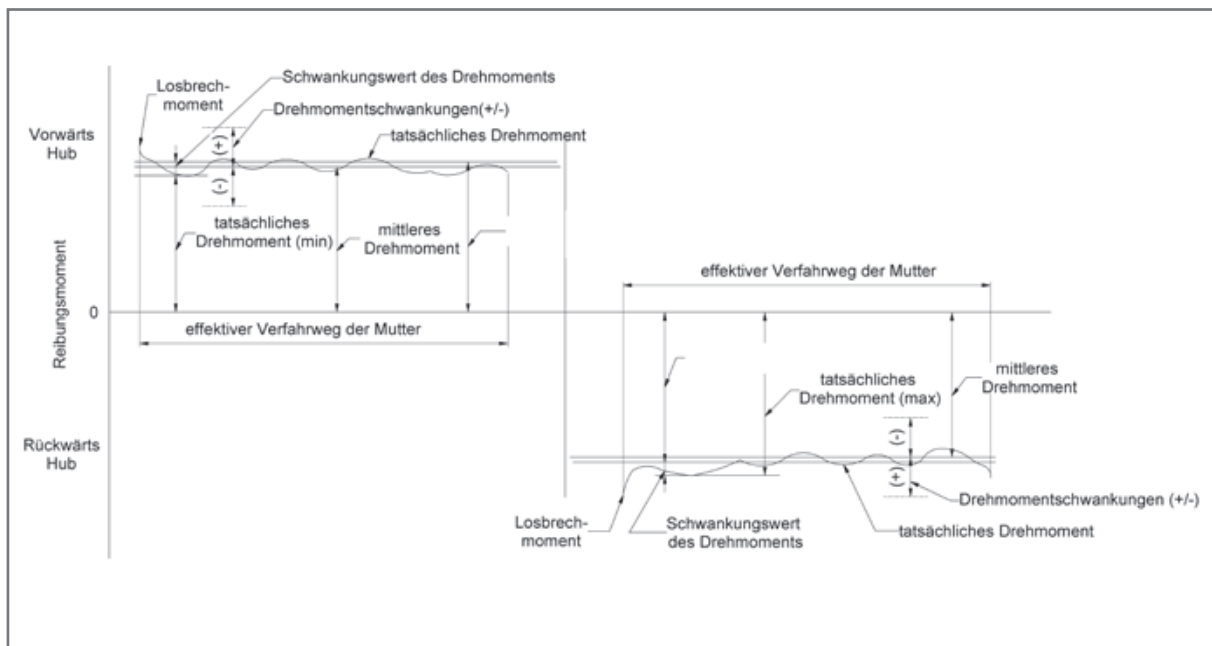 Losbrech-
moment
Schwankungswert des Drehmoments
Drehmomentschwankungen(+/-)
tatsächliches Drehmoment
Vorwärts
Hub
(+)
(-)
tatsächliches
Drehmoment (min)
mittleres
Drehmoment
Reibungsmoment
0
effektiver Verfahrweg der Mutter
effektiver Verfahrweg der Mutter
tatsächliches
Drehmoment (max)
mittleres
Drehmoment
Rückwärts
Hub
(-)
(+)
Drehmomentschwankungen (+/-)
Losbrech-
moment
Schwankungswert
des Drehmoments
tatsächliches Drehmoment